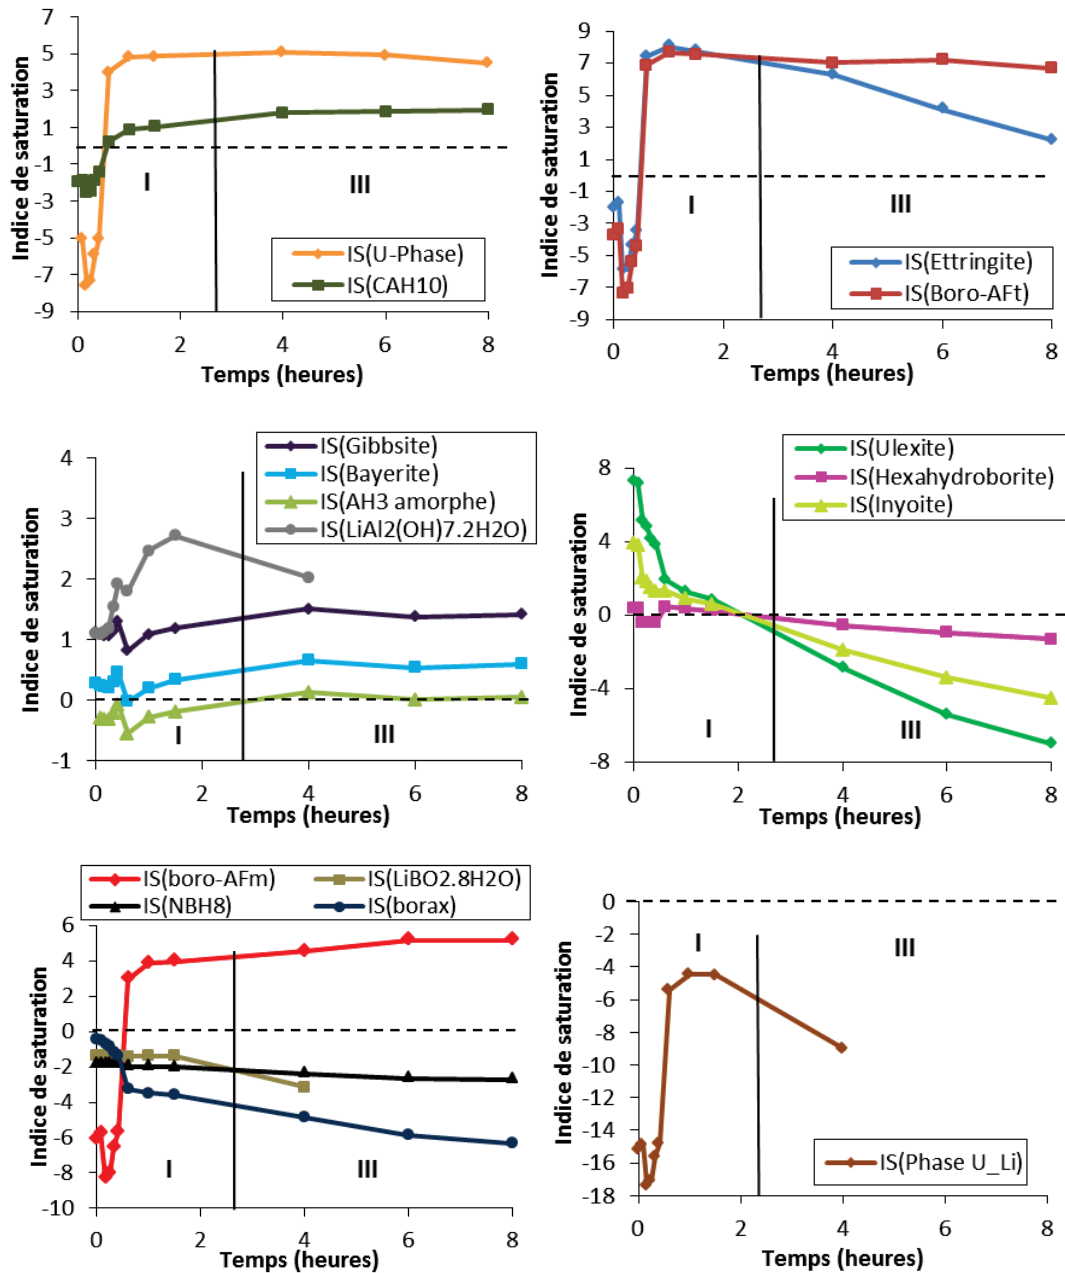 Indice de saturation
7
5
3
1
-1
-3
-5
-7
-9
I
III
IS(U-Phase)
IS(CAH10)
0 2 4 6 8
Temps (heures)
Indice de saturation
9
7
5
3
1
-1
-3
-5
-7
-9
I
III
IS(Ettringite)
IS(Boro-AFt)
0 2 4 6 8
Temps (heures)
IS(Gibbsite)
IS(Bayerite)
IS(AH3 amorphe)
IS(LiAl2(OH)7.2H2O)
Indice de saturation
4
3
2
1
0
-1
I
III
0 2 4 6 8
Temps (heures)
IS(Ulexite)
IS(Hexahydroborite)
IS(Inyoite)
Indice de saturation
8
4
0
-4
-8
I
III
0 2 4 6 8
Temps (heures)
IS(boro-AFm) IS(LiBO2.8H2O)
IS(NBH8) IS(borax)
Indice de saturation
6
4
2
0
-2
-4
-6
-8
-10
I
III
0 2 4 6 8
Temps (heures)
Indice de saturation
0
-2
-4
-6
-8
-10
-12
-14
-16
-18
I
III
IS(Phase U_Li)
0 2 4 6 8
Temps (heures)